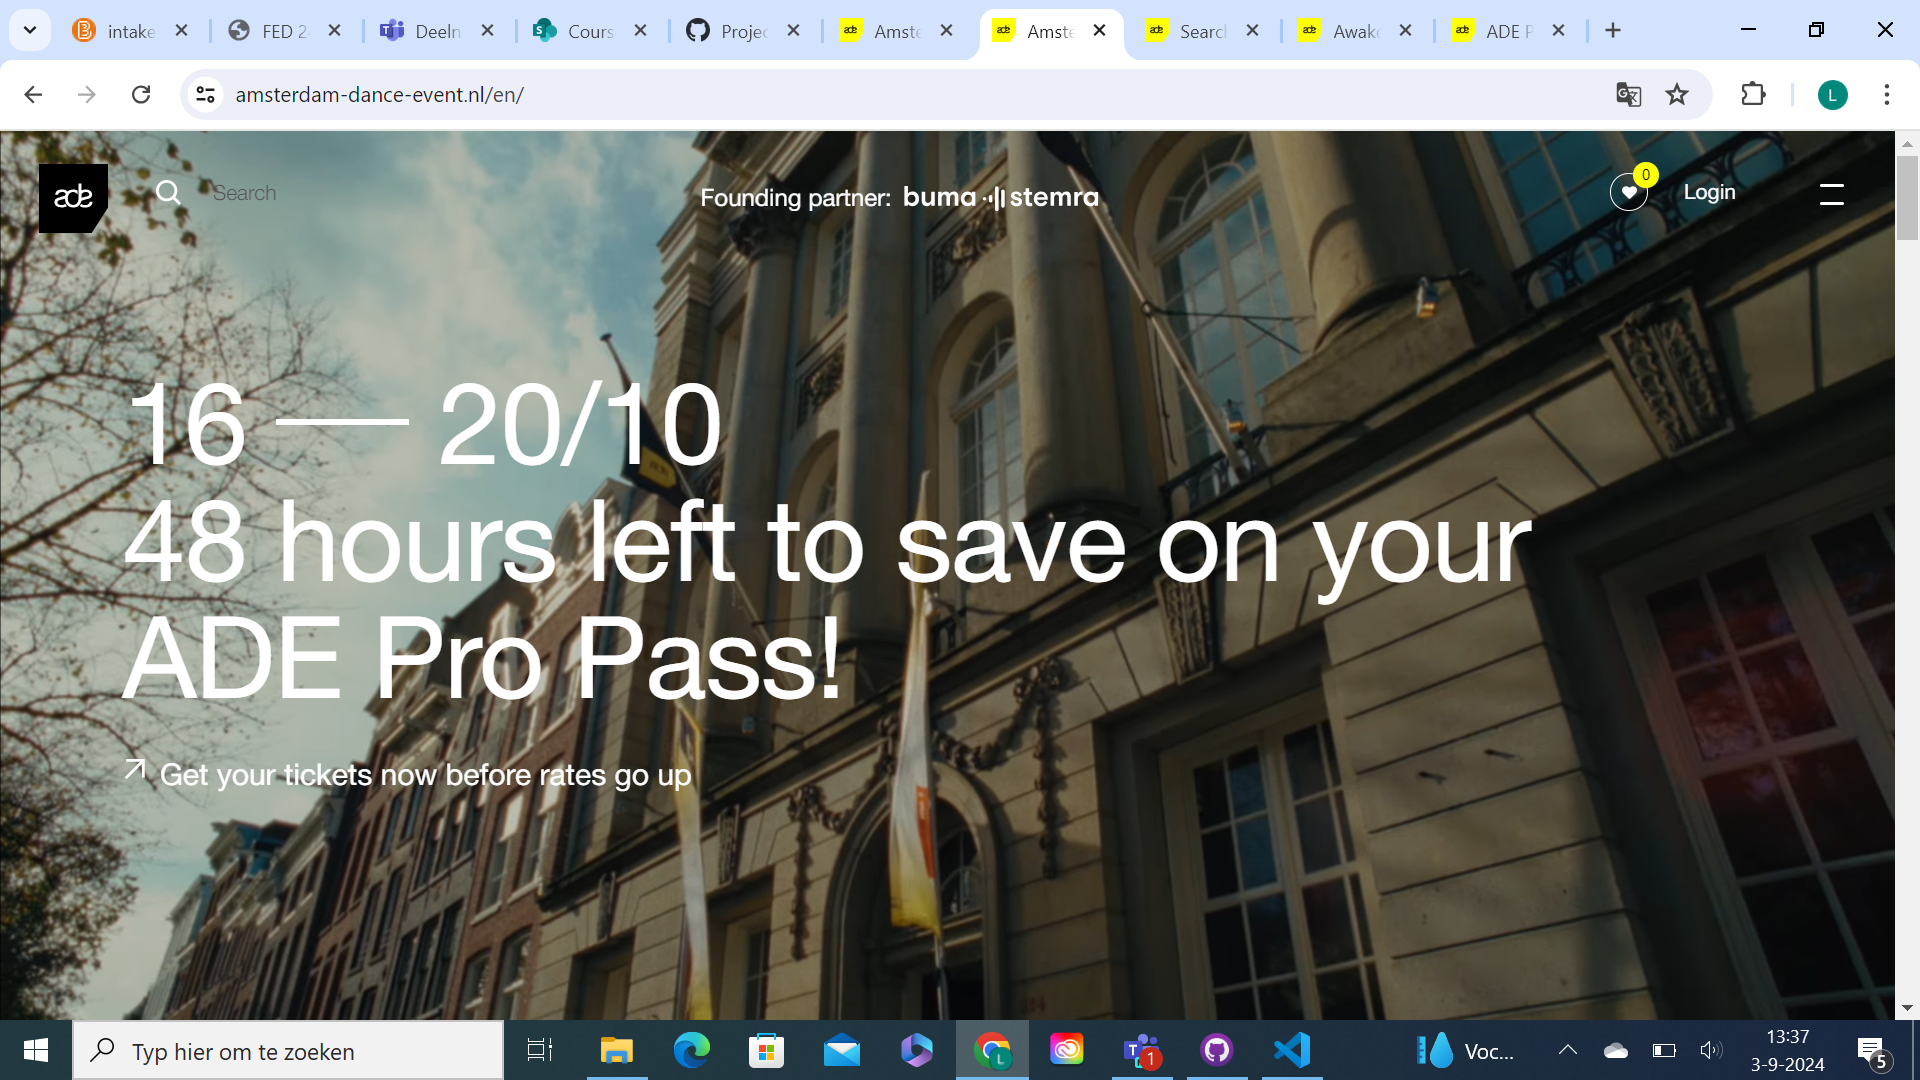 intake
FED 2
Deeln
Cours
Projec
Amste
Amste
Search
Awake
ADE P
amsterdam-dance-event.nl/en/
L
ade
Search
Founding partner: buma stemra
0
Login
16 — 20/10
48 hours left to save on your
ADE Pro Pass!
Get your tickets now before rates go up
Typ hier om te zoeken
L
1
Voc...
13:37
3-9-2024
5